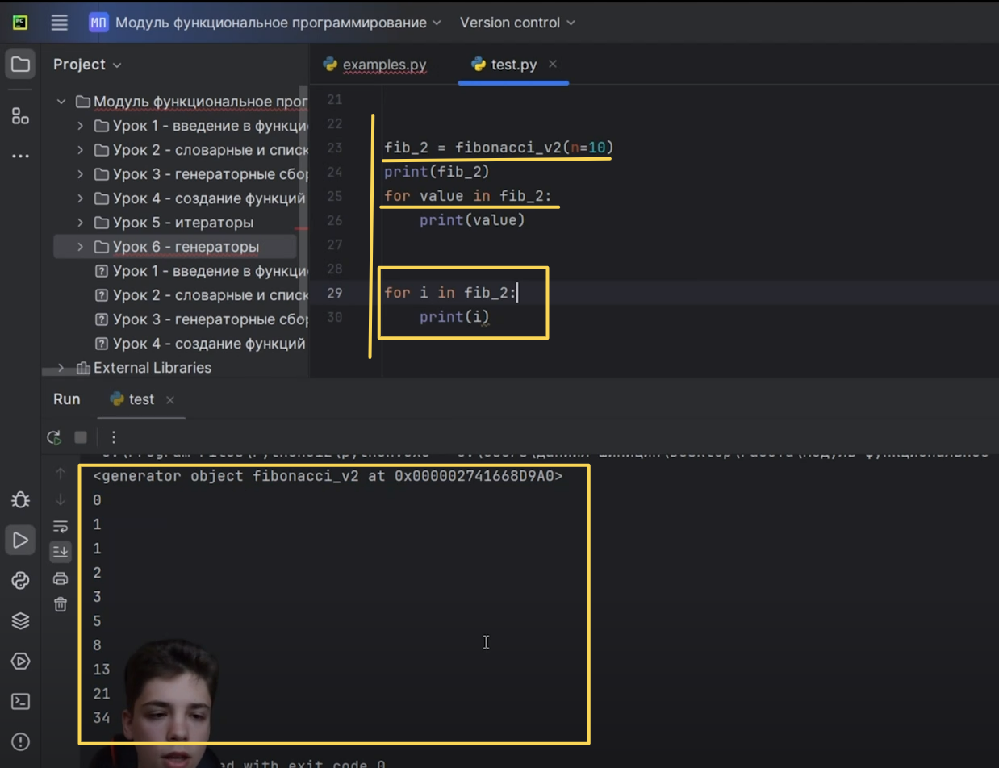 PC
МП Модуль функциональное программирование Version control
Project
examples.py test.py
Модуль функциональное прог
Урок 1 - введение в функци
Урок 2 - словарные и списк
Урок 3 - генераторные сбор
Урок 4 - создание функций
Урок 5 - итераторы
Урок 6 - генераторы
Урок 1 - введение в функци
Урок 2 - словарные и списк
Урок 3 - генераторные сбор
Урок 4 - создание функций
External Libraries
21
22
23 fib_2 = fibonacci_v2(n=10)
24 print(fib_2)
25 for value in fib_2:
26 print(value)
27
28
29 for i in fib_2:
30 print(i)
Run test
<generator object fibonacci_v2 at 0x000002741668D9A0>
0
1
1
2
3
5
8
13
21
34
with exit code 0